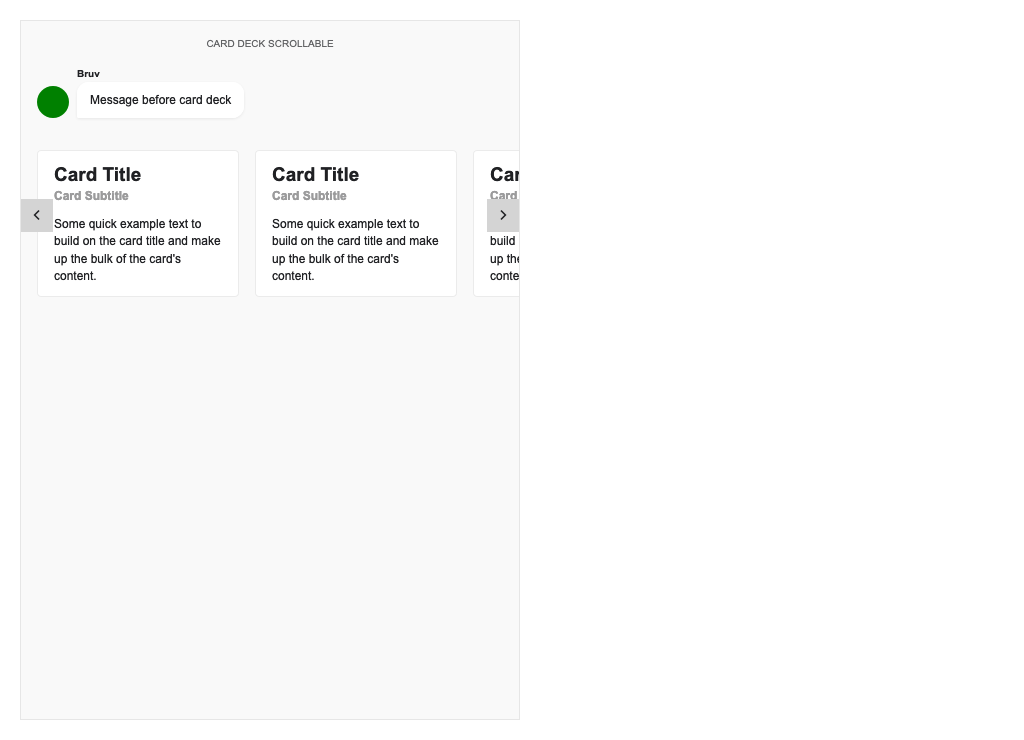 CARD DECK SCROLLABLE
Bruv
Message before card deck
Card Title
Card Subtitle
Some quick example text to
build on the card title and make
up the bulk of the card's
content.
Card Title
Card Subtitle
Some quick example text to
build on the card title and make
up the bulk of the card's
content.
Car
Card
build
up the
conte